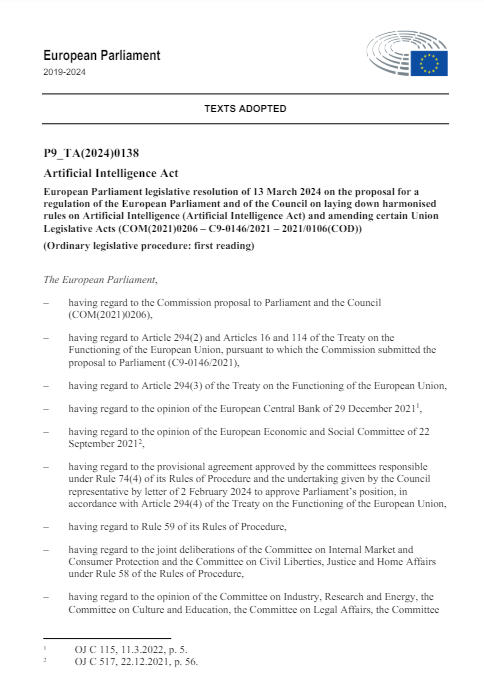 European Parliament
2019-2024
TEXTS ADOPTED
P9_TA(2024)0138
Artificial Intelligence Act
European Parliament legislative resolution of 13 March 2024 on the proposal for a
regulation of the European Parliament and of the Council on laying down harmonised
rules on Artificial Intelligence (Artificial Intelligence Act) and amending certain Union
Legislative Acts (COM(2021)0206 – C9-0146/2021 – 2021/0106(COD))
(Ordinary legislative procedure: first reading)
The European Parliament,
– having regard to the Commission proposal to Parliament and the Council
(COM(2021)0206),
– having regard to Article 294(2) and Articles 16 and 114 of the Treaty on the
Functioning of the European Union, pursuant to which the Commission submitted the
proposal to Parliament (C9-0146/2021),
– having regard to Article 294(3) of the Treaty on the Functioning of the European Union,
– having regard to the opinion of the European Central Bank of 29 December 2021¹,
– having regard to the opinion of the European Economic and Social Committee of 22
September 2021²,
– having regard to the provisional agreement approved by the committees responsible
under Rule 74(4) of its Rules of Procedure and the undertaking given by the Council
representative by letter of 2 February 2024 to approve Parliament’s position, in
accordance with Article 294(4) of the Treaty on the Functioning of the European Union,
– having regard to Rule 59 of its Rules of Procedure,
– having regard to the joint deliberations of the Committee on Internal Market and
Consumer Protection and the Committee on Civil Liberties, Justice and Home Affairs
under Rule 58 of the Rules of Procedure,
– having regard to the opinion of the Committee on Industry, Research and Energy, the
Committee on Culture and Education, the Committee on Legal Affairs, the Committee
¹ OJ C 115, 11.3.2022, p. 5.
² OJ C 517, 22.12.2021, p. 56.